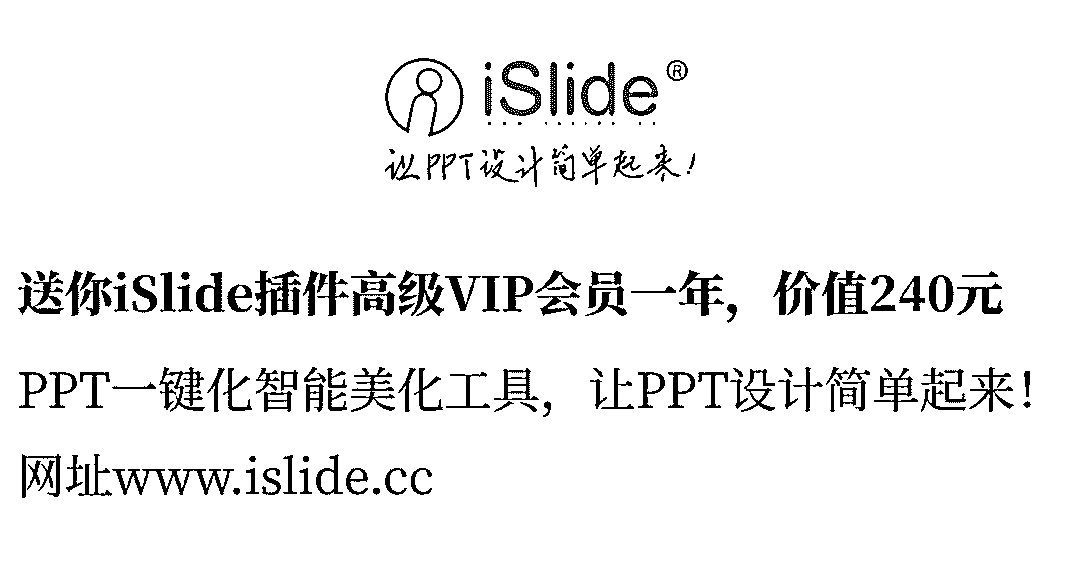 iSlide®
让PPT设计简单起来!
送你iSlide插件高级VIP会员一年，价值240元
PPT一键化智能美化工具，让PPT设计简单起来！
网址www.islide.cc